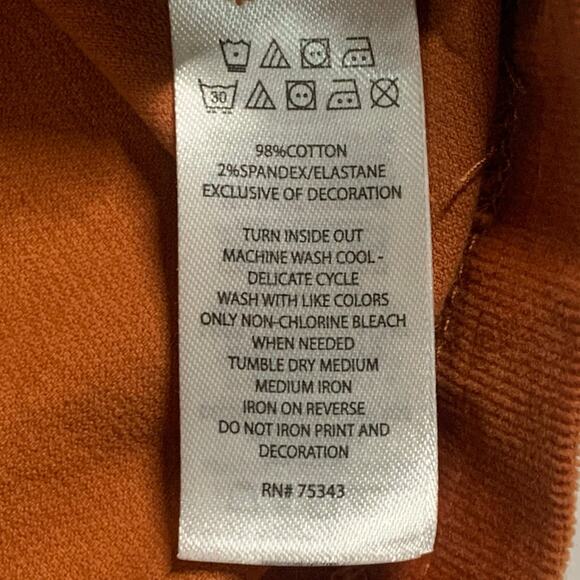 30
98%COTTON
2%SPANDEX/ELASTANE
EXCLUSIVE OF DECORATION
TURN INSIDE OUT
MACHINE WASH COOL -
DELICATE CYCLE
WASH WITH LIKE COLORS
ONLY NON-CHLORINE BLEACH
WHEN NEEDED
TUMBLE DRY MEDIUM
MEDIUM IRON
IRON ON REVERSE
DO NOT IRON PRINT AND
DECORATION
RN# 75343